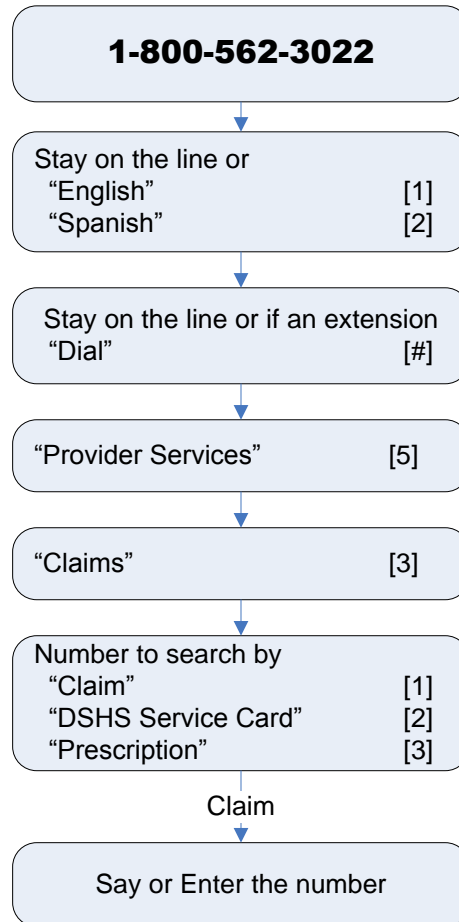 1-800-562-3022
Stay on the line or
“English” [1]
“Spanish” [2]
Stay on the line or if an extension
“Dial” [#]
“Provider Services” [5]
“Claims” [3]
Number to search by
“Claim” [1]
“DSHS Service Card” [2]
“Prescription” [3]
Claim
Say or Enter the number